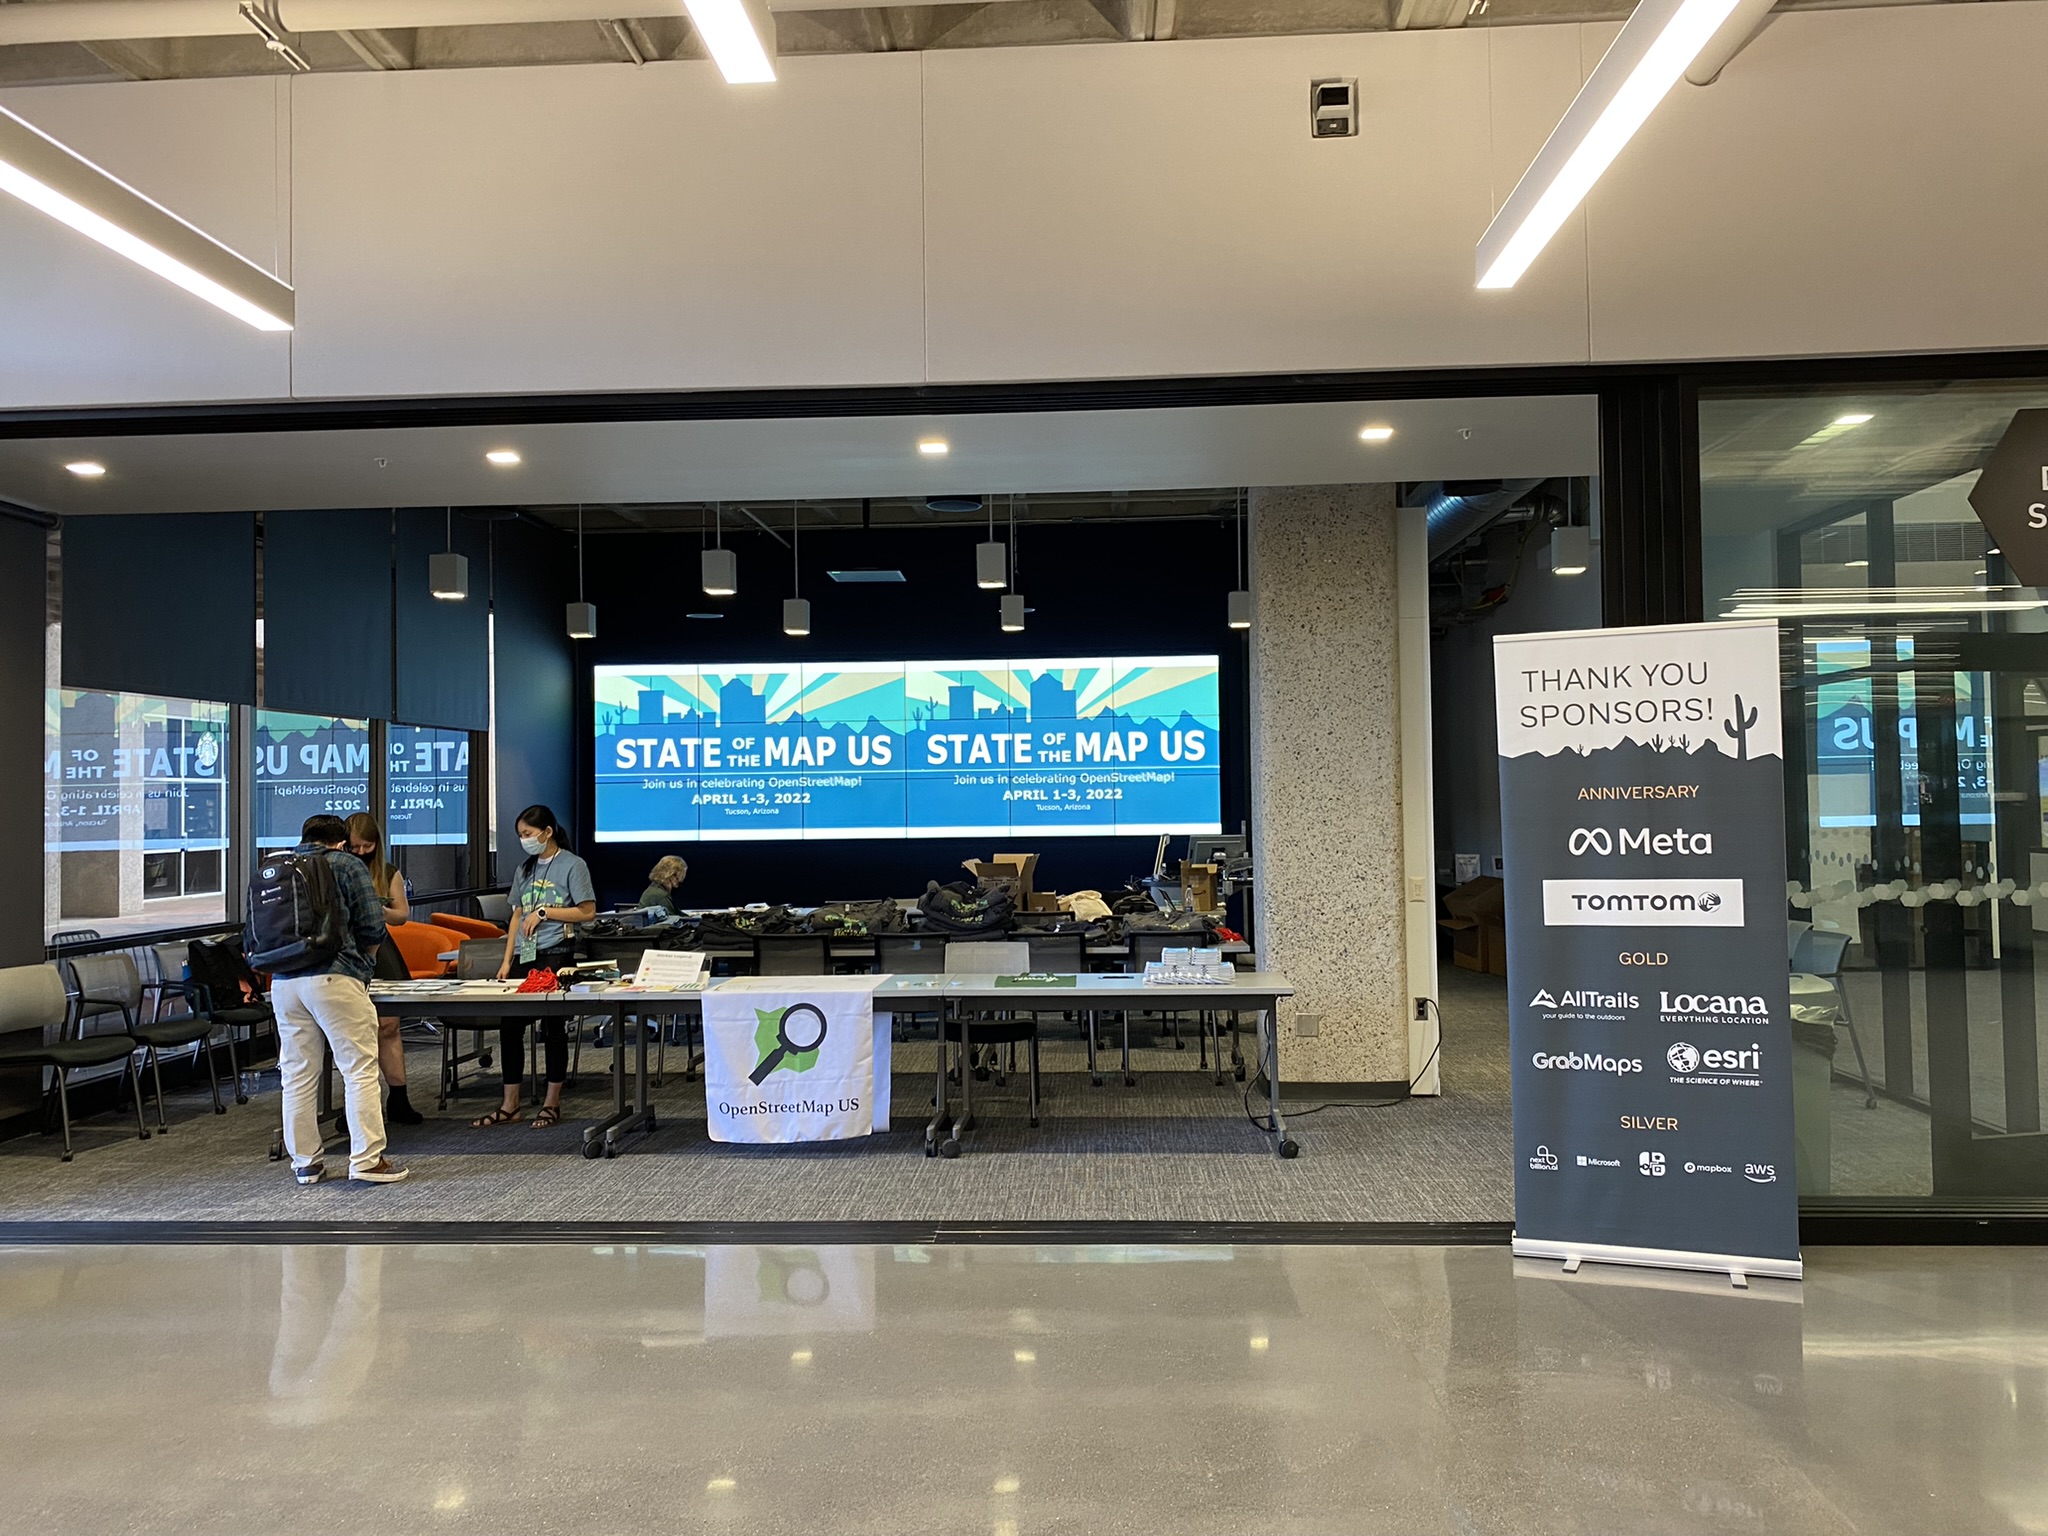 STATE OF THE MAP US
Join us in celebrating OpenStreetMap!
APRIL 1-3, 2022
Tucson, Arizona
STATE OF THE MAP US
Join us in celebrating OpenStreetMap!
APRIL 1-3, 2022
Tucson, Arizona
OpenStreetMap US
THANK YOU
SPONSORS!
ANNIVERSARY
Meta
TOMTOM
GOLD
AllTrails
your guide to the outdoors
LOCANA
EVERYTHING LOCATION
GrabMaps
esri
THE SCIENCE OF WHERE
SILVER
next
billion.ai
Microsoft
mapbox
aws